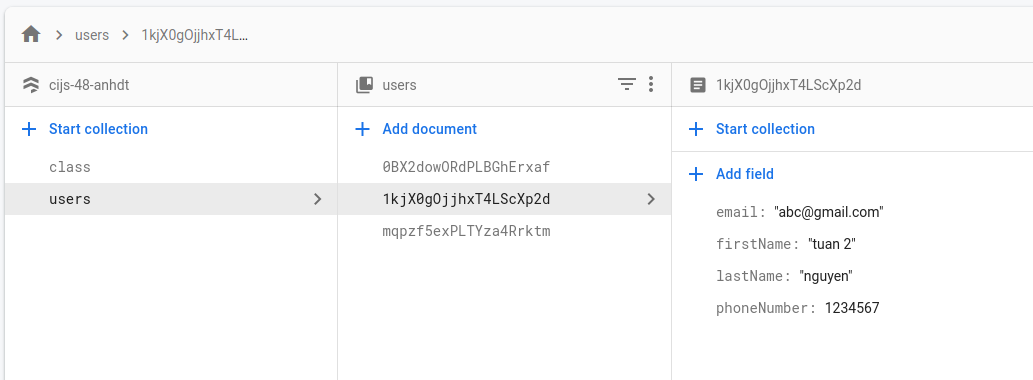 users 1kjX0gOjjhxT4L...
cijs-48-anhdt
Start collection
class
users
users
Add document
0BX2dowORdPLBGhErxaf
1kjX0gOjjhxT4LScXp2d
mqpzf5exPLTYza4Rrktm
1kjX0gOjjhxT4LScXp2d
Start collection
Add field
email: "abc@gmail.com"
firstName: "tuan 2"
lastName: "nguyen"
phoneNumber: 1234567